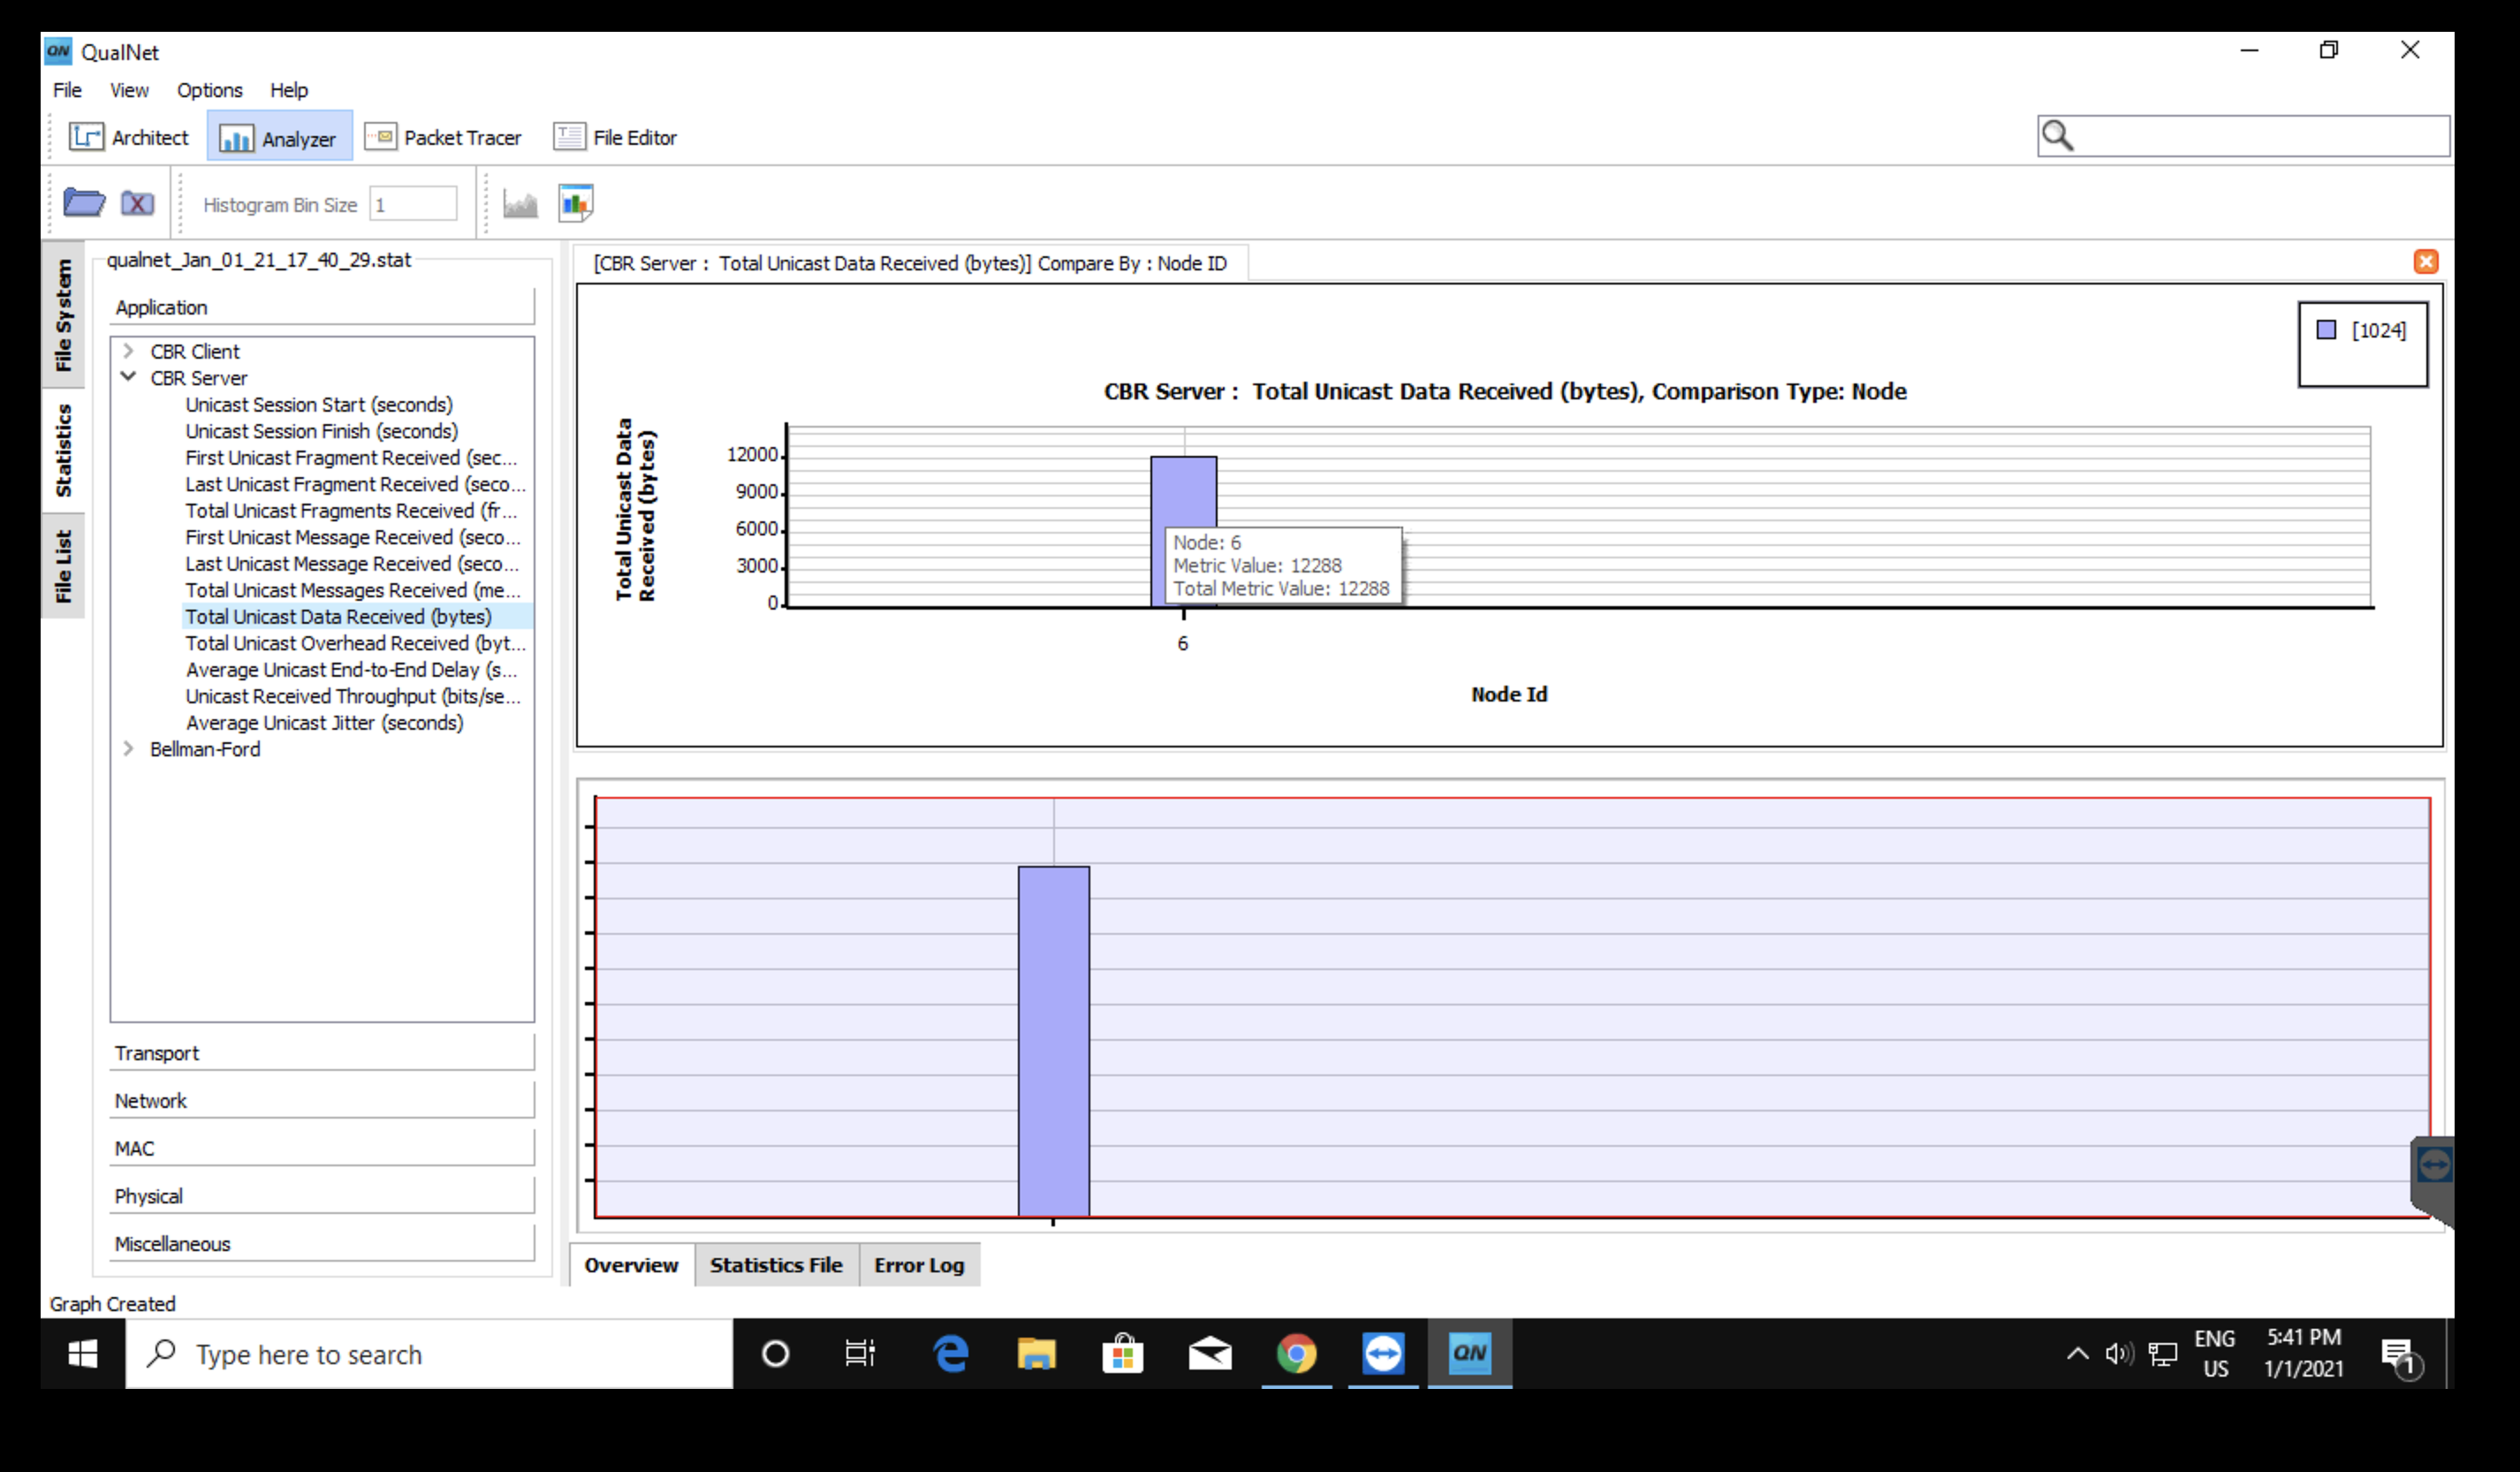 QN QualNet
File View Options Help
Architect Analyzer Packet Tracer File Editor
Histogram Bin Size 1
File System
Statistics
File List
qualnet_Jan_01_21_17_40_29.stat
Application
CBR Client
CBR Server
Unicast Session Start (seconds)
Unicast Session Finish (seconds)
First Unicast Fragment Received (sec...
Last Unicast Fragment Received (seco...
Total Unicast Fragments Received (fr...
First Unicast Message Received (seco...
Last Unicast Message Received (seco...
Total Unicast Messages Received (me...
Total Unicast Data Received (bytes)
Total Unicast Overhead Received (byt...
Average Unicast End-to-End Delay (s...
Unicast Received Throughput (bits/se...
Average Unicast Jitter (seconds)
Bellman-Ford
Transport
Network
MAC
Physical
Miscellaneous
[CBR Server : Total Unicast Data Received (bytes)] Compare By : Node ID
[1024]
CBR Server : Total Unicast Data Received (bytes), Comparison Type: Node
Total Unicast Data
Received (bytes)
12000
9000
6000
3000
0
Node: 6
Metric Value: 12288
Total Metric Value: 12288
6
Node Id
Overview Statistics File Error Log
Graph Created
Type here to search
QN
ENG
US
5:41 PM
1/1/2021
1